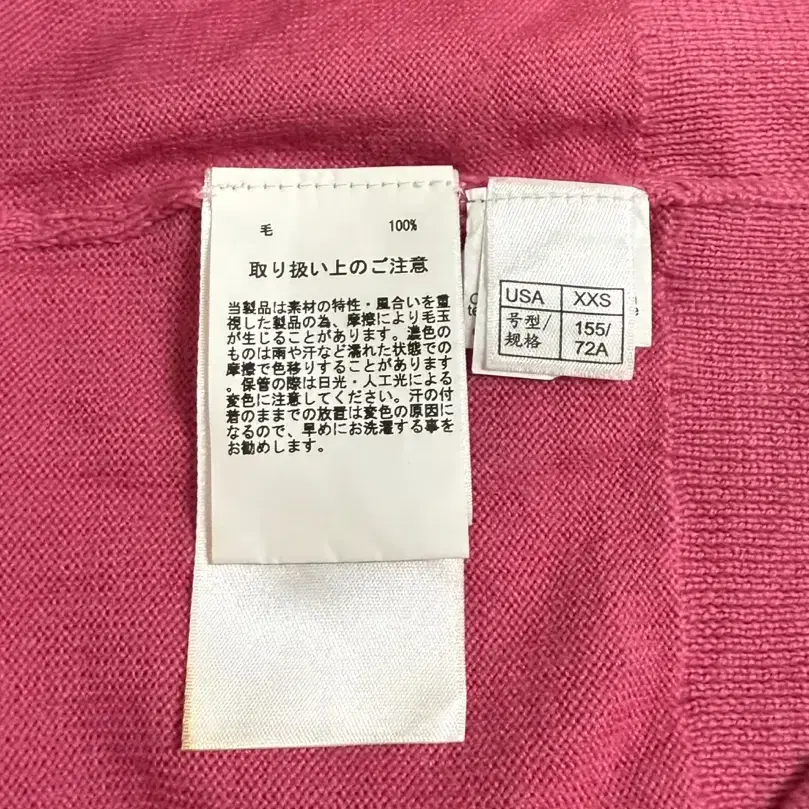 毛 100%
取り扱い上のご注意
当製品は素材の特性・風合いを重
視した製品の為、摩擦により毛玉
が生じることがあります。濃色の
ものは雨や汗など濡れた状態での
摩擦で色移りすることがあります
。保管の際は日光・人工光による
変色に注意してください。汗の付
着のままでの放置は変色の原因に
なるので、早めにお洗濯する事を
お勧めします。
USA XXS
号型/ 155/
规格 72A